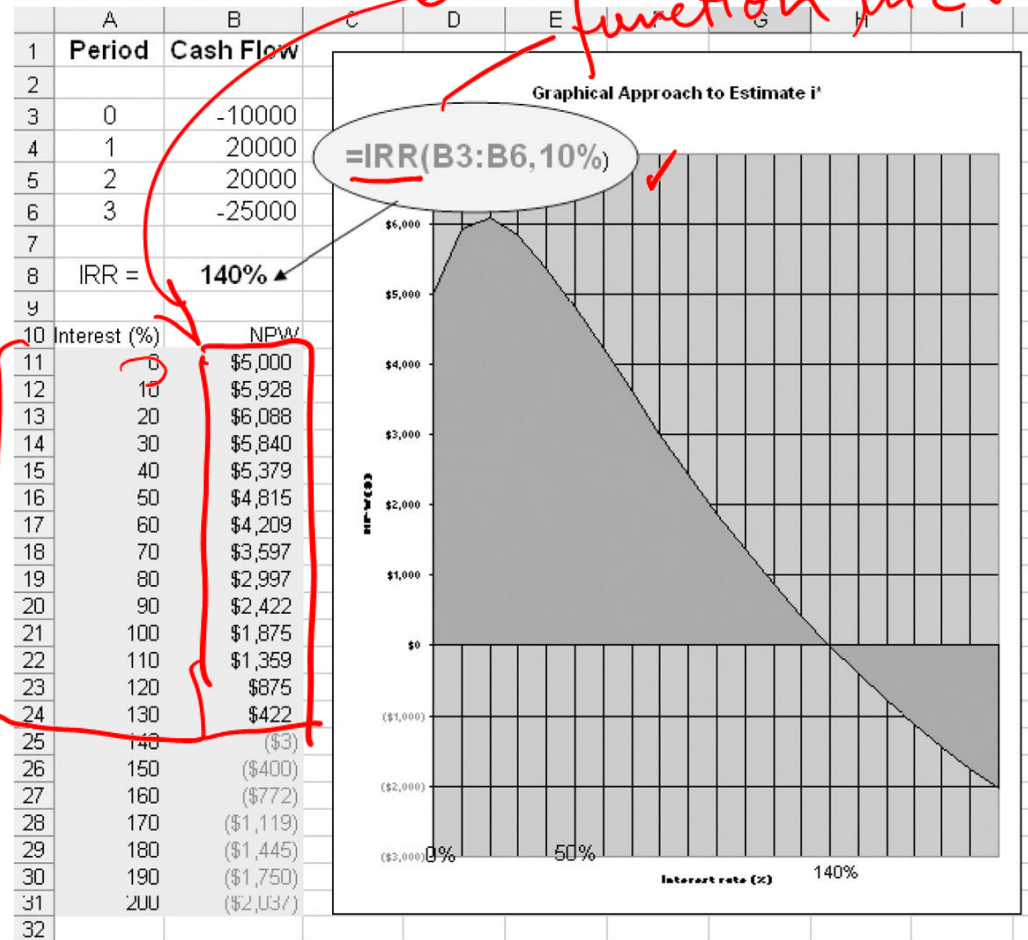 function
A B C D E F G H I
1 Period Cash Flow
2
3 0 -10000
4 1 20000
5 2 20000
6 3 -25000
7
8 IRR = 140%
9
10 Interest (%) NPW
11 0 $5,000
12 10 $5,928
13 20 $6,088
14 30 $5,840
15 40 $5,379
16 50 $4,815
17 60 $4,209
18 70 $3,597
19 80 $2,997
20 90 $2,422
21 100 $1,875
22 110 $1,359
23 120 $875
24 130 $422
25 140 ($3)
26 150 ($400)
27 160 ($772)
28 170 ($1,119)
29 180 ($1,445)
30 190 ($1,750)
31 200 ($2,037)
32
Graphical Approach to Estimate i*
=IRR(B3:B6,10%)
$6,000
$5,000
$4,000
$3,000
$2,000
$1,000
$0
($1,000)
($2,000)
($3,000)
NPW($)
0% 50% 140%
Interest rate (%)